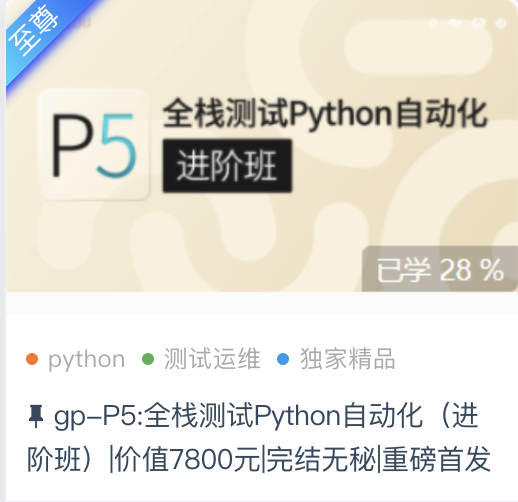 至尊
P5
全栈测试Python自动化
进阶班
已学 28 %
python 测试运维 独家精品
gp-P5:全栈测试Python自动化（进
阶班）|价值7800元|完结无秘|重磅首发